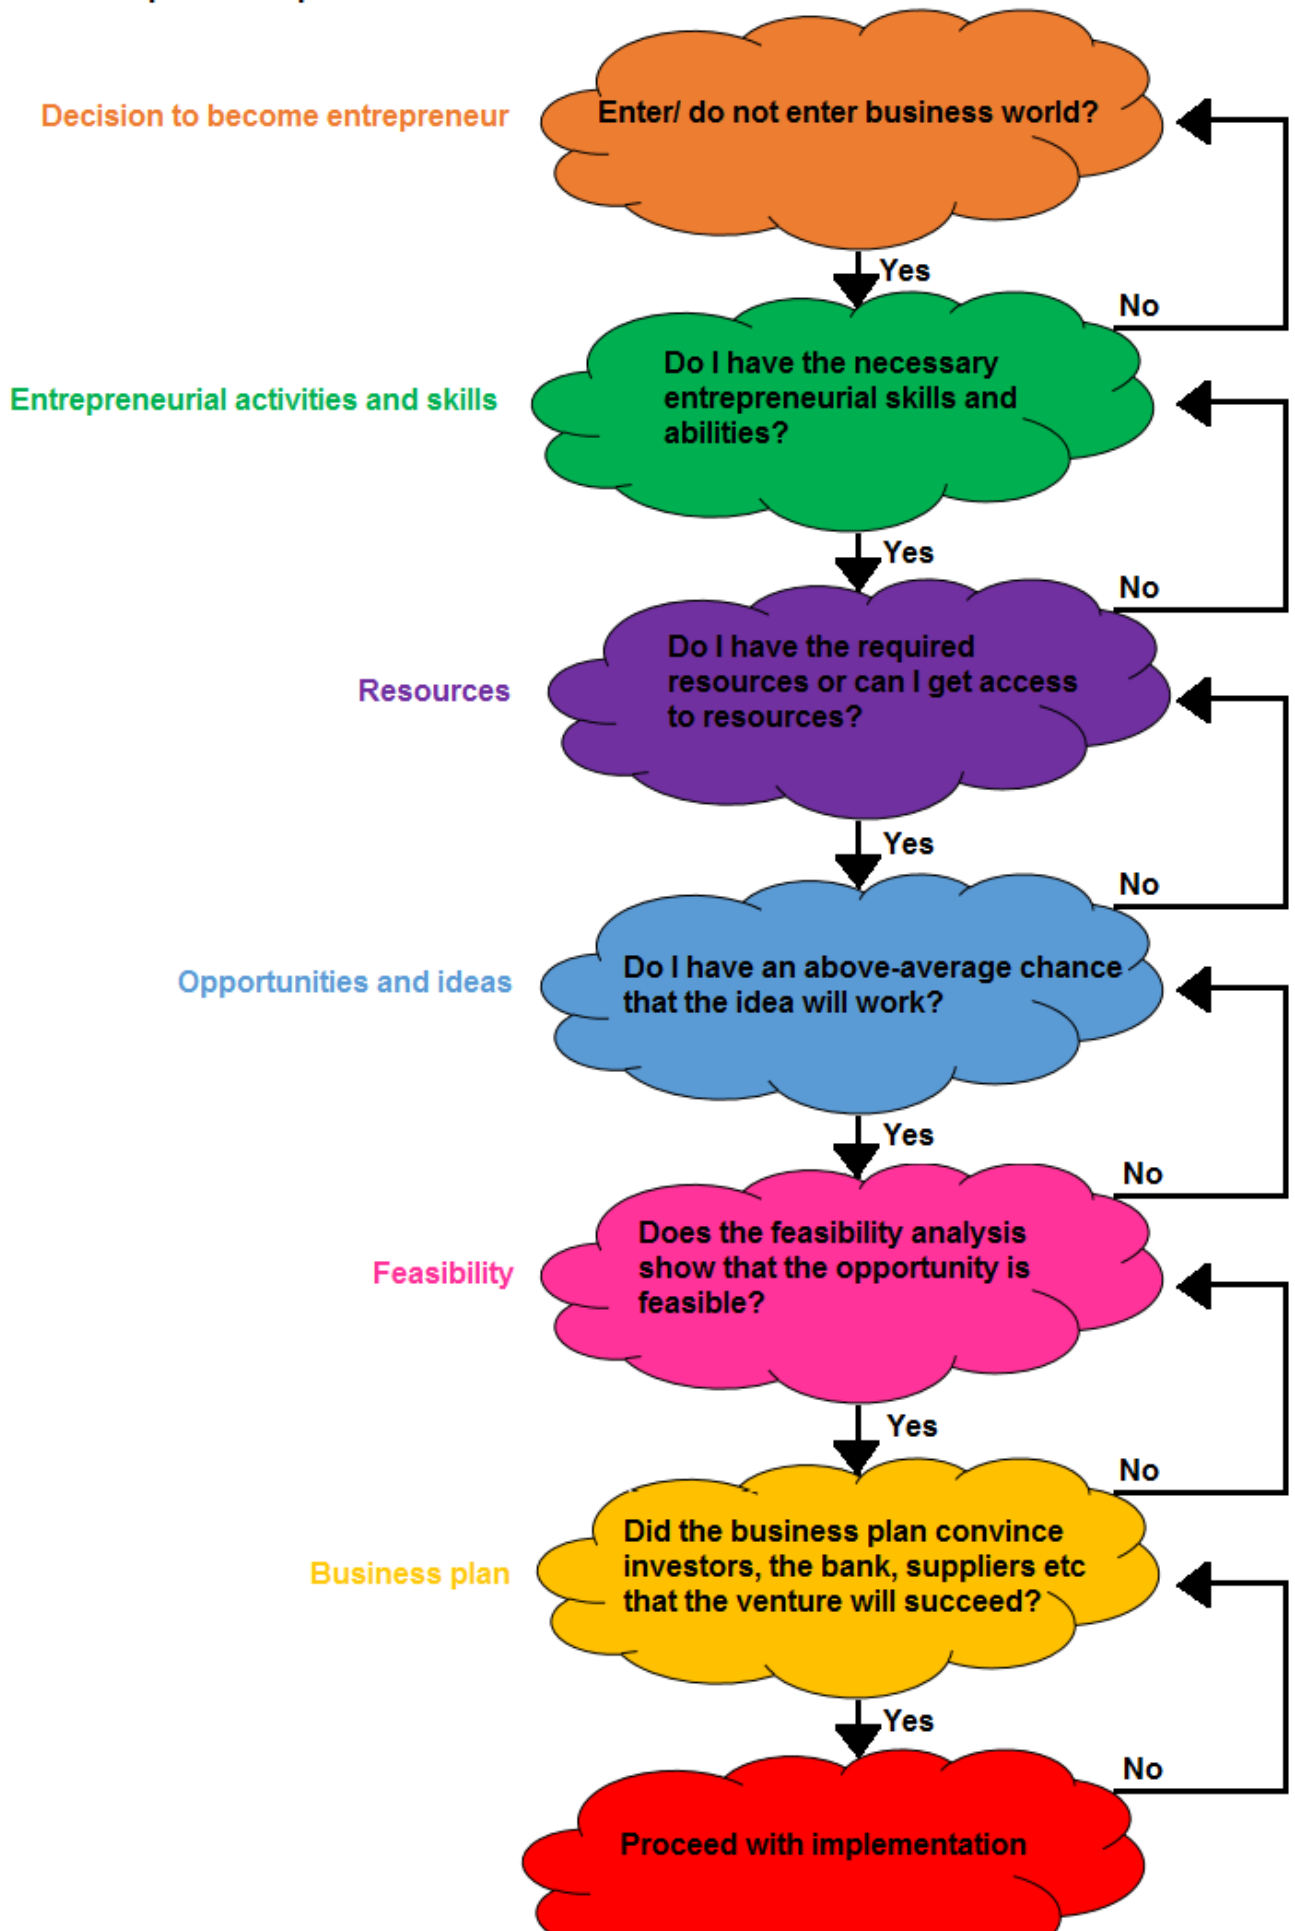 Enter/ do not enter business world?
Decision to become entrepreneur
Yes
No
Do I have the necessary
entrepreneurial skills and
abilities?
Entrepreneurial activities and skills
Yes
No
Do I have the required
resources or can I get access
to resources?
Resources
Yes
No
Do I have an above-average chance
that the idea will work?
Opportunities and ideas
Yes
No
Does the feasibility analysis
show that the opportunity is
feasible?
Feasibility
Yes
No
Did the business plan convince
investors, the bank, suppliers etc
that the venture will succeed?
Business plan
Yes
No
Proceed with implementation